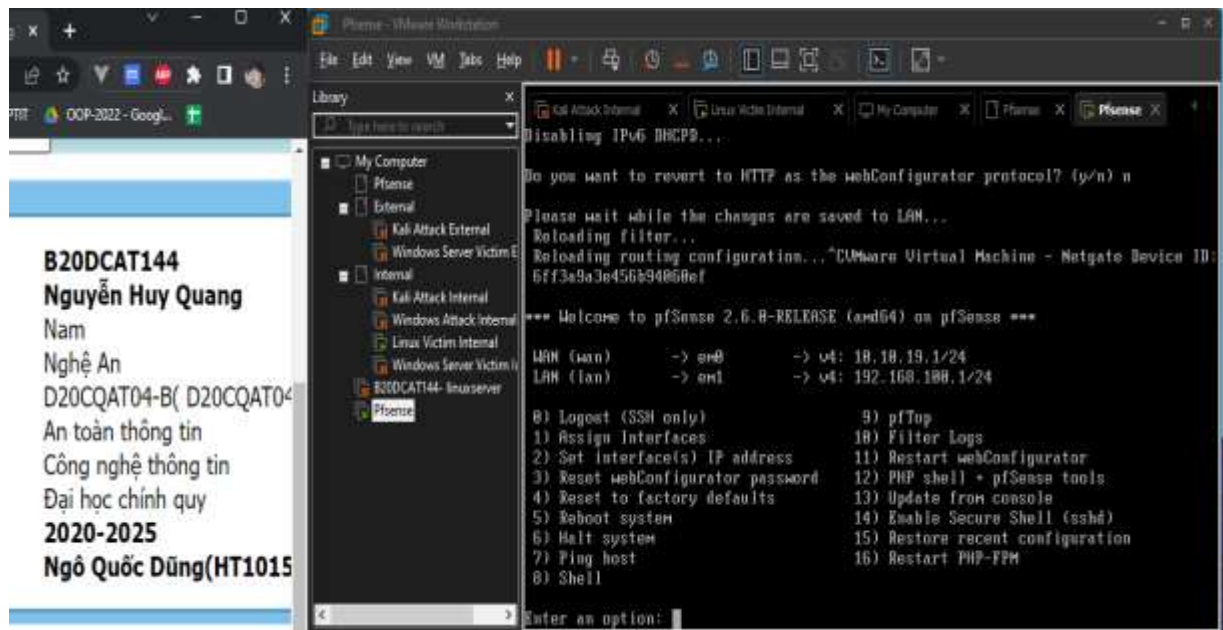 OOP-2022 - Googl...
B20DCAT144
Nguyễn Huy Quang
Nam
Nghệ An
D20CQAT04-B( D20CQAT04
An toàn thông tin
Công nghệ thông tin
Đại học chính quy
2020-2025
Ngô Quốc Dũng(HT1015
Pfsense - VMware Workstation
File Edit View VM Tabs Help
Library
Type here to search
My Computer
Pfsense
External
Kali Attack External
Windows Server Victim E
Internal
Kali Attack Internal
Windows Attack Internal
Linux Victim Internal
Windows Server Victim I
B20DCAT144- linuxserver
Pfsense
Kali Attack Internal
Linux Victim Internal
My Computer
Pfsense
Pfsense
Disabling IPv6 DHCPD...
Do you want to revert to HTTP as the webConfigurator protocol? (y/n) n
Please wait while the changes are saved to LAN...
Reloading filter...
Reloading routing configuration...^CVMware Virtual Machine - Netgate Device ID:
6ff3a9a3e456b94060ef
*** Welcome to pfSense 2.6.0-RELEASE (amd64) on pfSense ***
WAN (wan) -> em0 -> v4: 10.10.19.1/24
LAN (lan) -> em1 -> v4: 192.168.100.1/24
0) Logout (SSH only) 9) pfTop
1) Assign Interfaces 10) Filter Logs
2) Set interface(s) IP address 11) Restart webConfigurator
3) Reset webConfigurator password 12) PHP shell + pfSense tools
4) Reset to factory defaults 13) Update from console
5) Reboot system 14) Enable Secure Shell (sshd)
6) Halt system 15) Restore recent configuration
7) Ping host 16) Restart PHP-FPM
8) Shell
Enter an option: